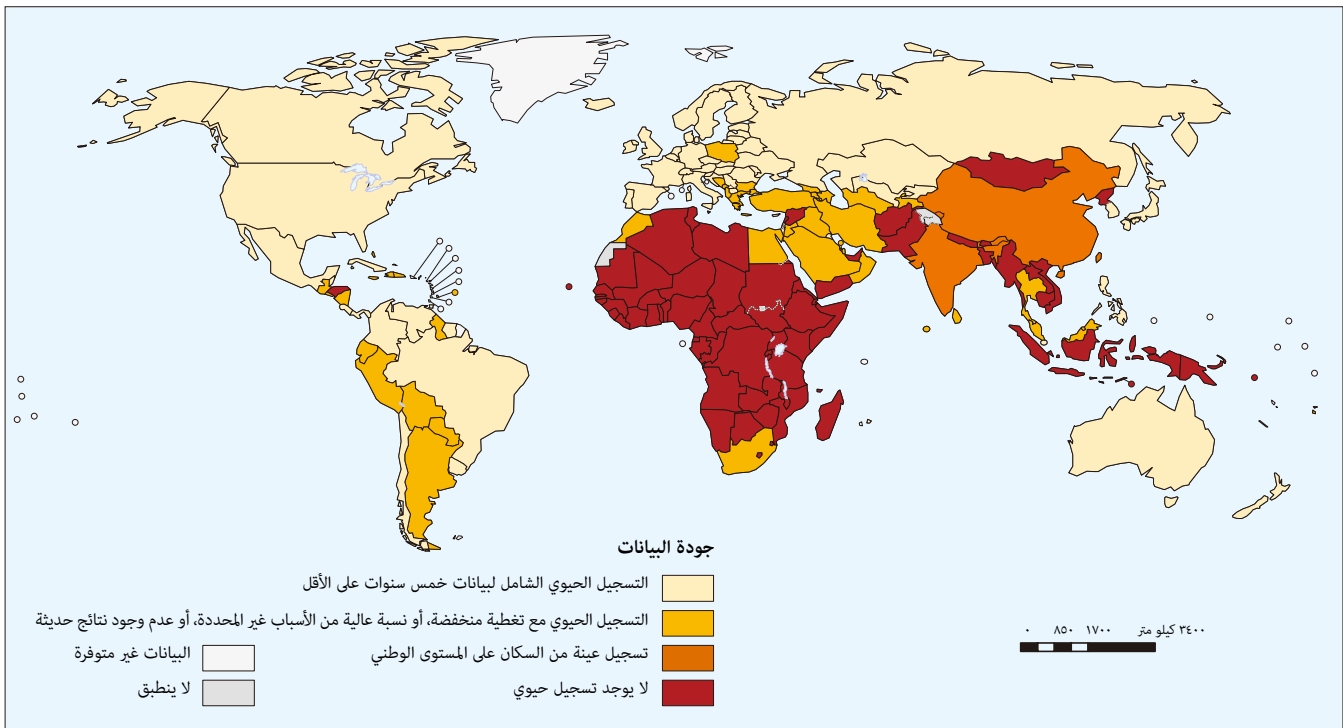 جودة البيانات
التسجيل الحيوي الشامل لبيانات خمس سنوات على الأقل
التسجيل الحيوي مع تغطية منخفضة، أو نسبة عالية من الأسباب غير المحددة، أو عدم وجود نتائج حديثة
تسجيل عينة من السكان على المستوى الوطني
لا يوجد تسجيل حيوي
البيانات غير متوفرة
لا ينطبق
٠ ٨٥٠ ١٧٠٠ ٣٤٠٠ كيلو متر